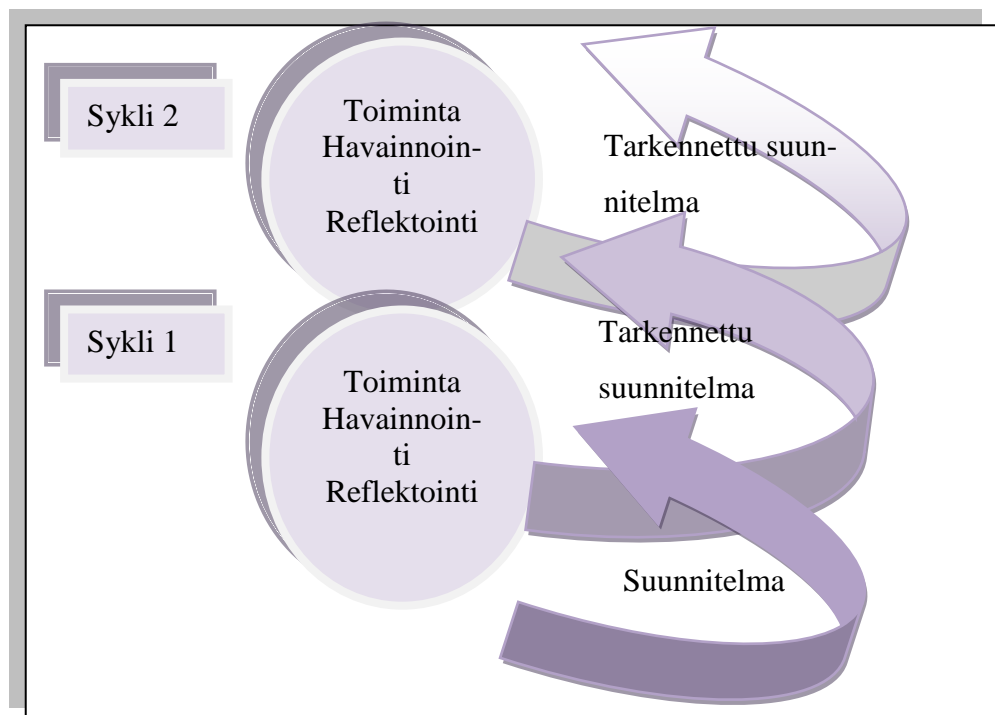 Sykli 2
Toiminta
Havainnoin-
ti
Reflektointi
Tarkennettu suun-
nitelma
Sykli 1
Toiminta
Havainnoin-
ti
Reflektointi
Tarkennettu
suunnitelma
Suunnitelma